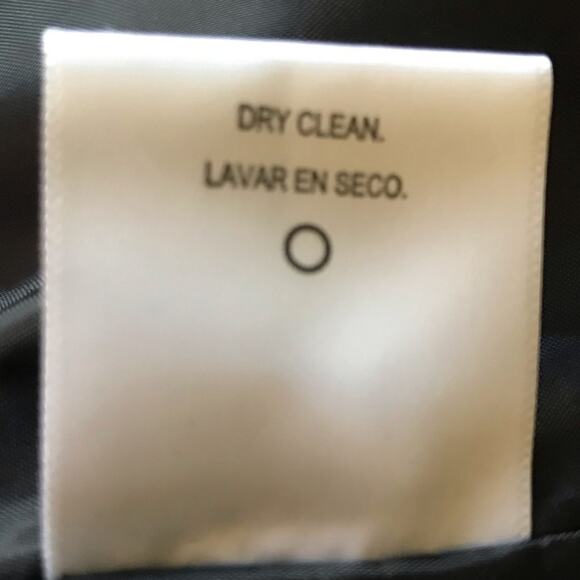 DRY CLEAN.
LAVAR EN SECO.